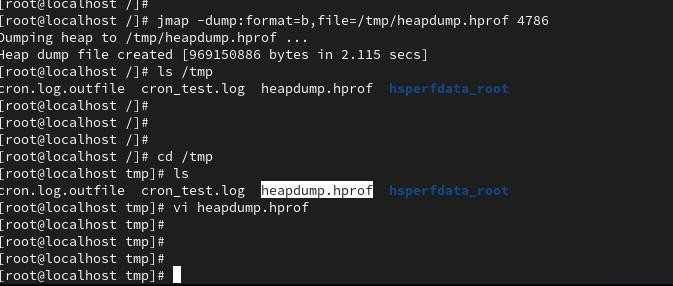 [root@localhost /]#
[root@localhost /]# jmap -dump:format=b,file=/tmp/heapdump.hprof 4786
Dumping heap to /tmp/heapdump.hprof ...
Heap dump file created [969150886 bytes in 2.115 secs]
[root@localhost /]# ls /tmp
cron.log.outfile  cron_test.log  heapdump.hprof  hsperfdata_root
[root@localhost /]#
[root@localhost /]#
[root@localhost /]#
[root@localhost /]# cd /tmp
[root@localhost tmp]# ls
cron.log.outfile  cron_test.log  heapdump.hprof  hsperfdata_root
[root@localhost tmp]# vi heapdump.hprof
[root@localhost tmp]#
[root@localhost tmp]#
[root@localhost tmp]#
[root@localhost tmp]#